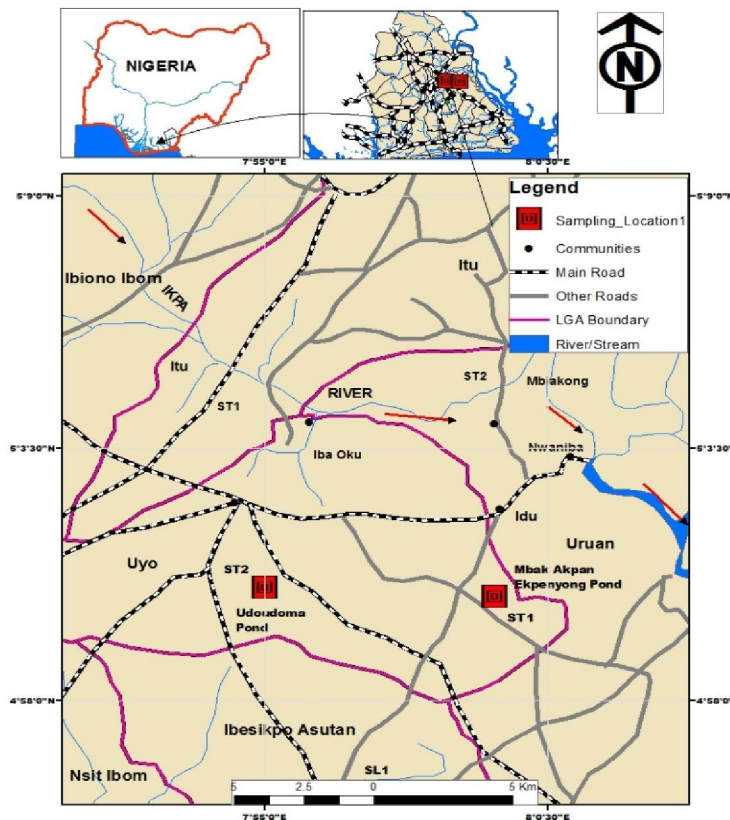 NIGERIA
N
7°55'0"E
8°0'30"E
5°9'0"N
5°9'0"N
Legend
Sampling_Location1
Communities
Main Road
Other Roads
LGA Boundary
River/Stream
Ibiono Ibom
IKPA
Itu
Itu
ST1
ST2
RIVER
Mbiakong
5°3'30"N
5°3'30"N
Iba Oku
Nwaniba
Idu
Uruan
Uyo
ST2
Udoudoma
Pond
Mbak Akpan
Ekpenyong Pond
ST1
4°58'0"N
4°58'0"N
Ibesikpo Asutan
Nsit Ibom
SL1
5 2.5 0 5 Km
7°55'0"E
8°0'30"E